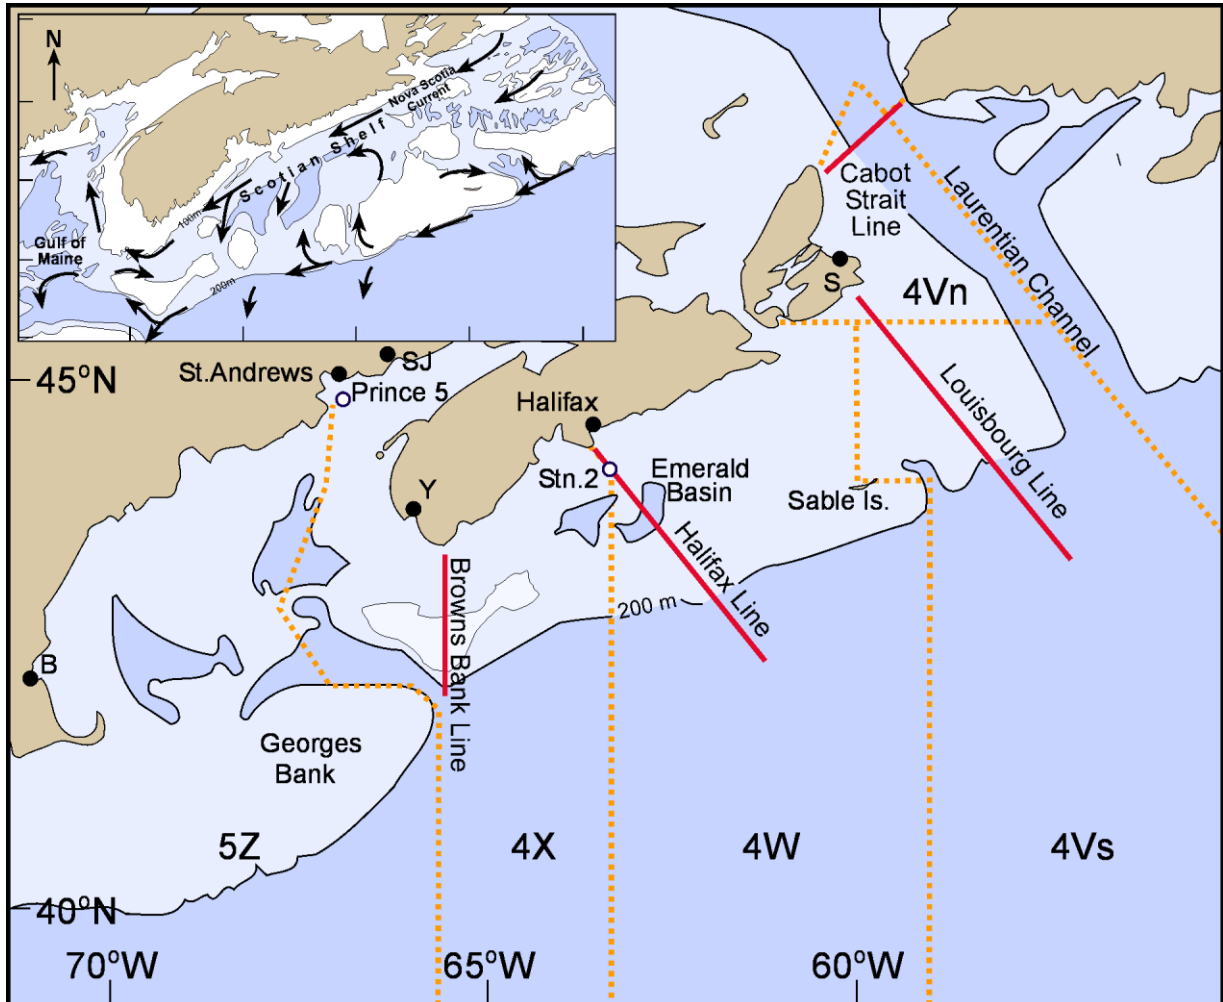 N
Nova Scotia
Current
Scotian Shelf
100m
Gulf of
Maine
200m
Cabot
Strait
Line
Laurentian Channel
S
4Vn
SJ
45°N
St.Andrews
Prince 5
Halifax
Louisbourg Line
Stn.2
Emerald
Basin
Y
Sable Is.
Halifax Line
Browns Bank Line
200 m
B
Georges
Bank
5Z
4X
4W
4Vs
40°N
70°W
65°W
60°W